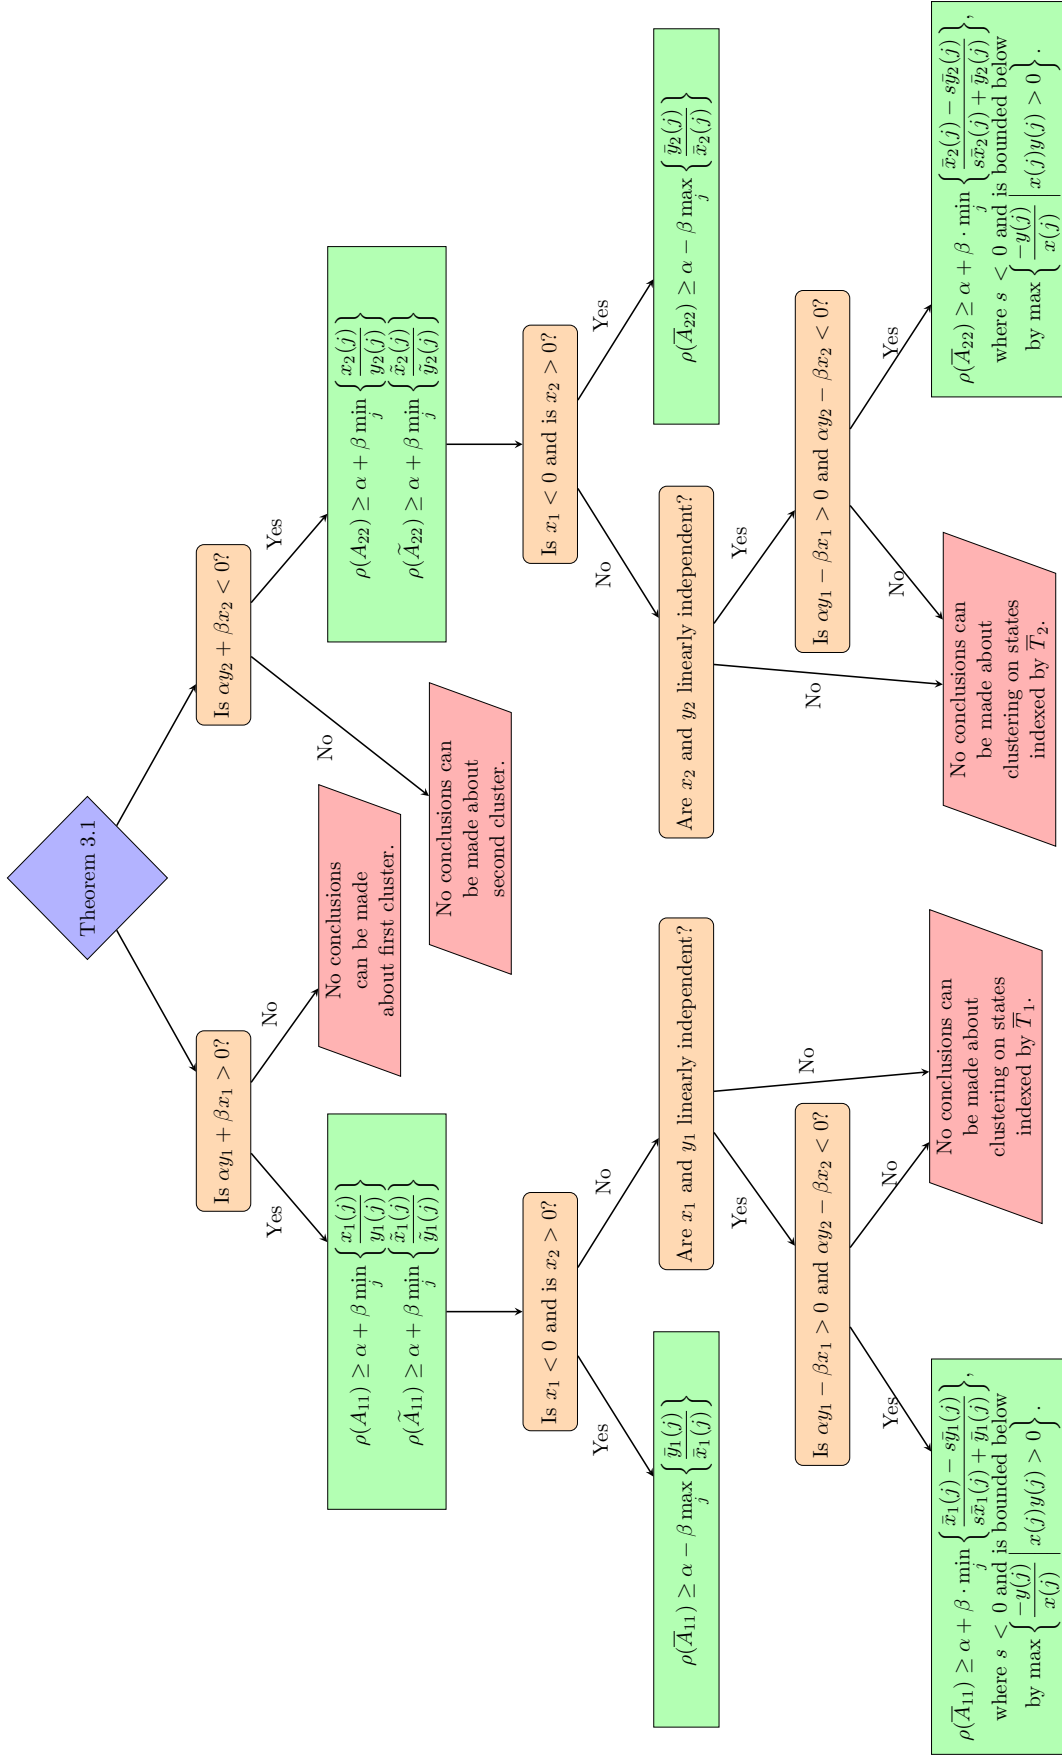 Theorem 3.1
Is αy₁ + βx₁ > 0?
Is αy₂ + βx₂ < 0?
Yes
No
No
Yes
ρ(A₁₁) ≥ α + β min_j {x₁(j)/y₁(j)}
ρ(Ã₁₁) ≥ α + β min_j {x̃₁(j)/ỹ₁(j)}
No conclusions
can be made
about first cluster.
No conclusions can
be made about
second cluster.
ρ(A₂₂) ≥ α + β min_j {x₂(j)/y₂(j)}
ρ(Ã₂₂) ≥ α + β min_j {x̃₂(j)/ỹ₂(j)}
Is x₁ < 0 and is x₂ > 0?
Is x₁ < 0 and is x₂ > 0?
Yes
No
No
Yes
ρ(A̅₁₁) ≥ α − β max_j {ȳ₁(j)/x̄₁(j)}
Are x₁ and y₁ linearly independent?
Are x₂ and y₂ linearly independent?
ρ(A̅₂₂) ≥ α − β max_j {ȳ₂(j)/x̄₂(j)}
Yes
No
No
Yes
Is αy₁ − βx₁ > 0 and αy₂ − βx₂ < 0?
Is αy₁ − βx₁ > 0 and αy₂ − βx₂ < 0?
Yes
No
No
Yes
ρ(A̅₁₁) ≥ α + β · min_j {(x̄₁(j) − sȳ₁(j))/(sx̄₁(j) + ȳ₁(j))},
where s < 0 and is bounded below
by max {−y(j)/x(j) | x(j)y(j) > 0}.
No conclusions can
be made about
clustering on states
indexed by T̅₁.
No conclusions can
be made about
clustering on states
indexed by T̅₂.
ρ(A̅₂₂) ≥ α + β · min_j {(x̄₂(j) − sȳ₂(j))/(sx̄₂(j) + ȳ₂(j))},
where s < 0 and is bounded below
by max {−y(j)/x(j) | x(j)y(j) > 0}.